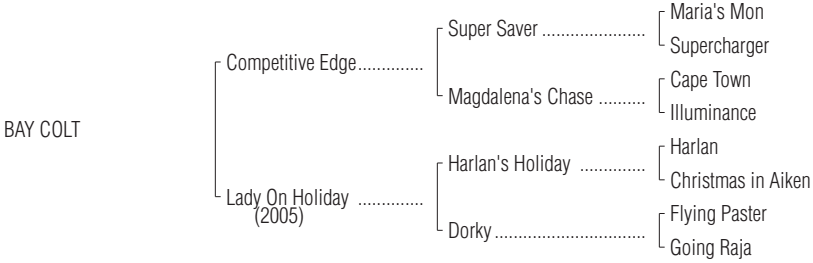 Maria's Mon
Super Saver ......................
Supercharger
Competitive Edge..............
Cape Town
Magdalena's Chase ..........
Illuminance
BAY COLT
Harlan
Harlan's Holiday ..............
Christmas in Aiken
Lady On Holiday ..............
(2005)
Flying Paster
Dorky ................................
Going Raja